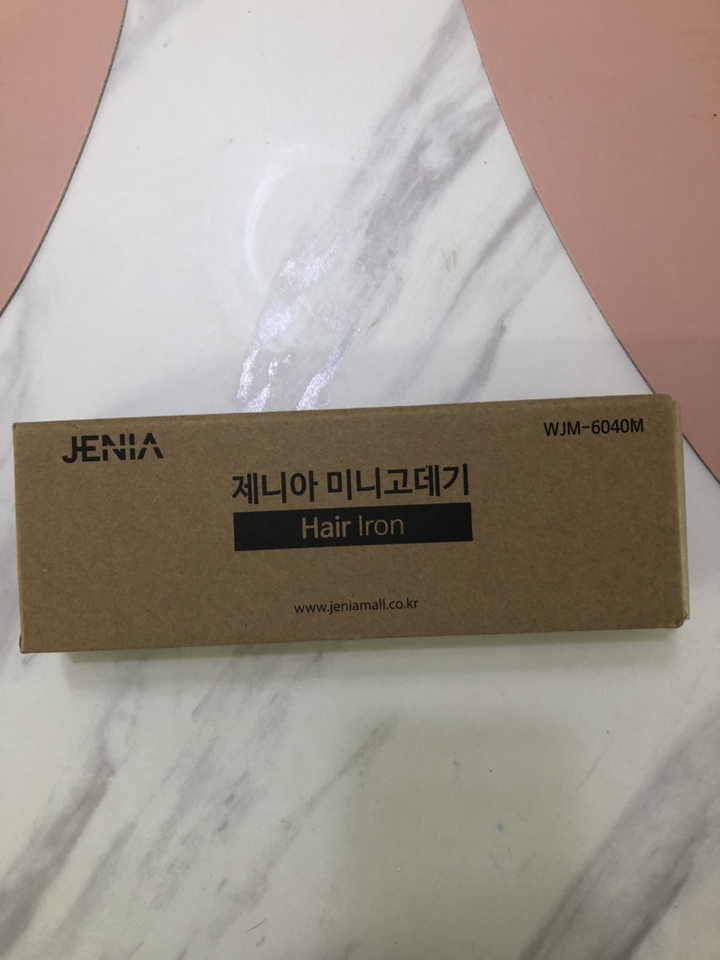 JENIA
WJM-6040M
제니아 미니고데기
Hair Iron
www.jeniamall.co.kr